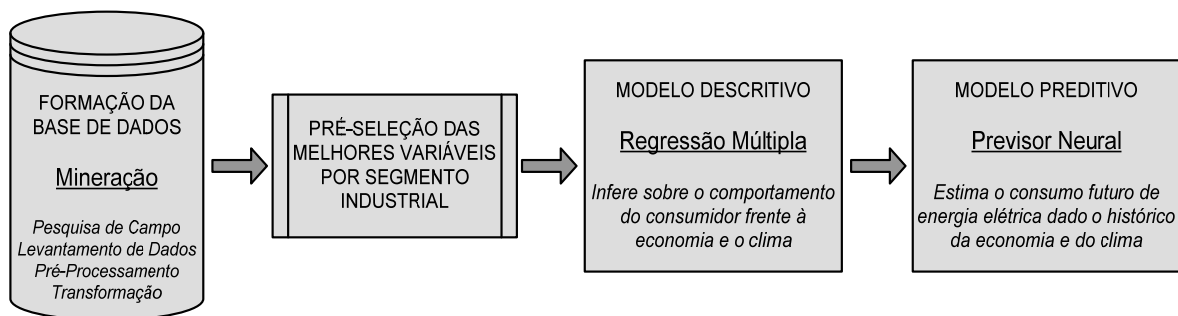 FORMAÇÃO DA
BASE DE DADOS
Mineração
Pesquisa de Campo
Levantamento de Dados
Pré-Processamento
Transformação
PRÉ-SELEÇÃO DAS
MELHORES VARIÁVEIS
POR SEGMENTO
INDUSTRIAL
MODELO DESCRITIVO
Regressão Múltipla
Infere sobre o comportamento
do consumidor frente à
economia e o clima
MODELO PREDITIVO
Previsor Neural
Estima o consumo futuro de
energia elétrica dado o histórico
da economia e do clima